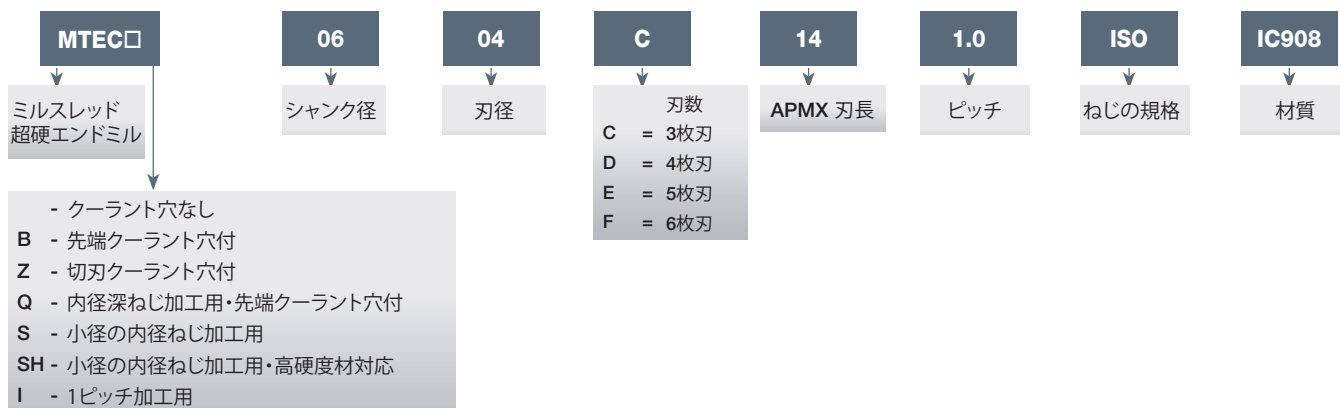 MTEC□ 06 04 C 14 1.0 ISO IC908
ミルスレッド
超硬エンドミル
シャンク径
刃径
刃数
C = 3枚刃
D = 4枚刃
E = 5枚刃
F = 6枚刃
APMX 刃長
ピッチ
ねじの規格
材質
- クーラント穴なし
B - 先端クーラント穴付
Z - 切刃クーラント穴付
Q - 内径深ねじ加工用・先端クーラント穴付
S - 小径の内径ねじ加工用
SH - 小径の内径ねじ加工用・高硬度材対応
I - 1ピッチ加工用